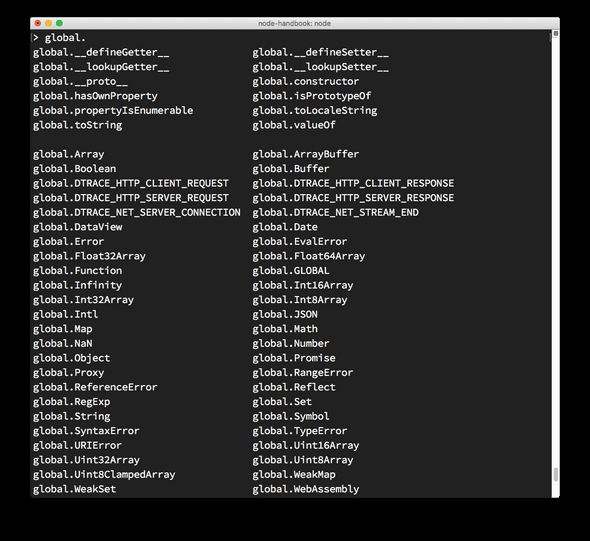 node-handbook: node
> global.
global.__defineGetter__ global.__defineSetter__
global.__lookupGetter__ global.__lookupSetter__
global.__proto__ global.constructor
global.hasOwnProperty global.isPrototypeOf
global.propertyIsEnumerable global.toLocaleString
global.toString global.valueOf
global.Array global.ArrayBuffer
global.Boolean global.Buffer
global.DTRACE_HTTP_CLIENT_REQUEST global.DTRACE_HTTP_CLIENT_RESPONSE
global.DTRACE_HTTP_SERVER_REQUEST global.DTRACE_HTTP_SERVER_RESPONSE
global.DTRACE_NET_SERVER_CONNECTION global.DTRACE_NET_STREAM_END
global.DataView global.Date
global.Error global.EvalError
global.Float32Array global.Float64Array
global.Function global.GLOBAL
global.Infinity global.Int16Array
global.Int32Array global.Int8Array
global.Intl global.JSON
global.Map global.Math
global.NaN global.Number
global.Object global.Promise
global.Proxy global.RangeError
global.ReferenceError global.Reflect
global.RegExp global.Set
global.String global.Symbol
global.SyntaxError global.TypeError
global.URIError global.Uint16Array
global.Uint32Array global.Uint8Array
global.Uint8ClampedArray global.WeakMap
global.WeakSet global.WebAssembly